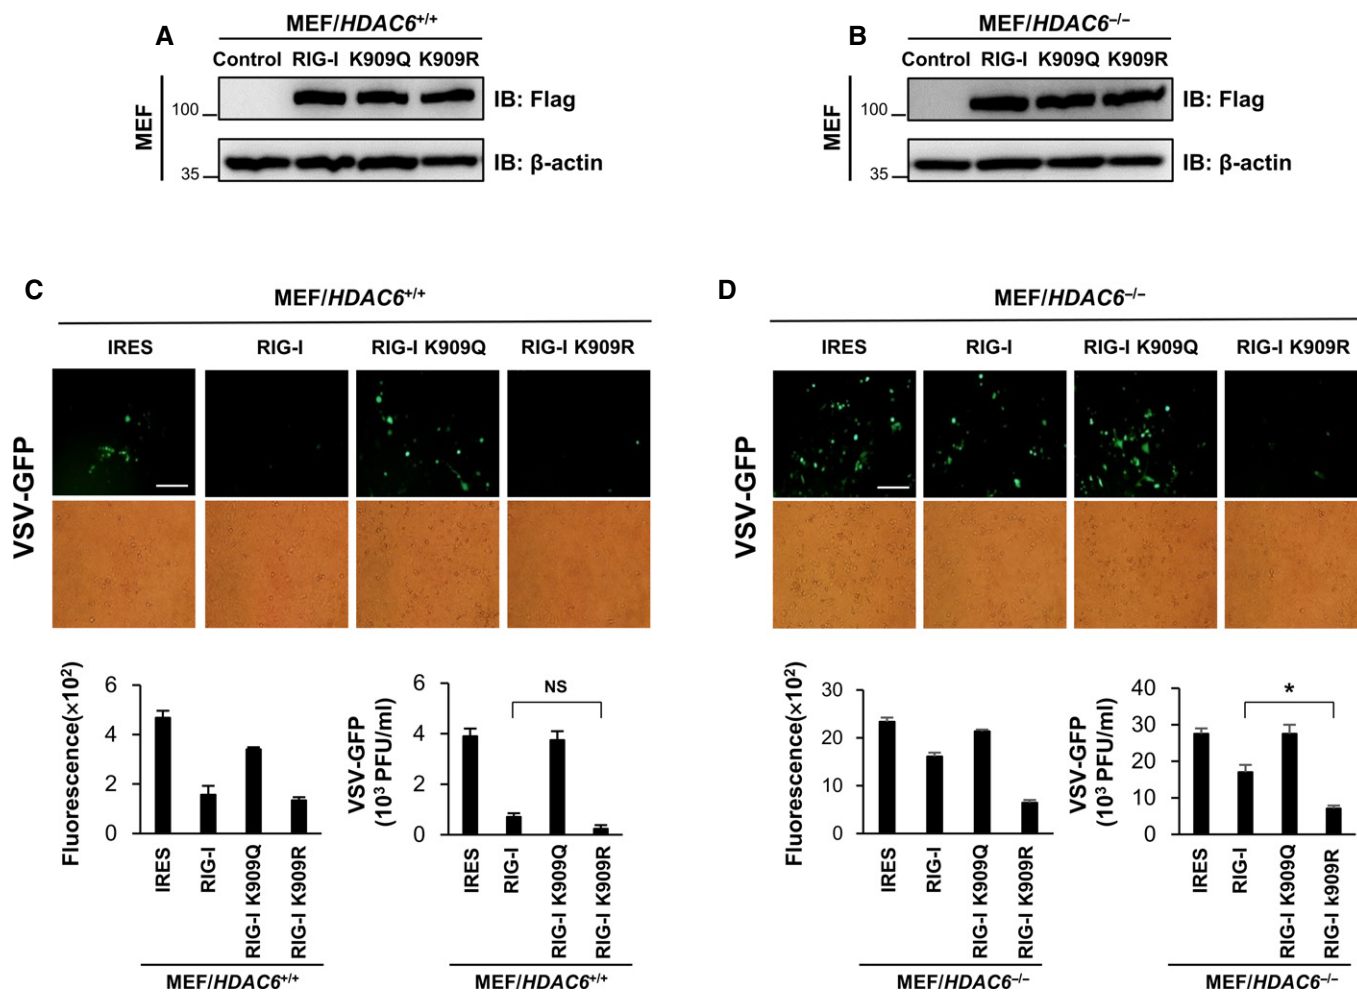 A
MEF/HDAC6+/+
Control RIG-I K909Q K909R
MEF
100
IB: Flag
35
IB: β-actin
B
MEF/HDAC6–/–
Control RIG-I K909Q K909R
MEF
100
IB: Flag
35
IB: β-actin
C
MEF/HDAC6+/+
IRES RIG-I RIG-I K909Q RIG-I K909R
VSV-GFP
Fluorescence(×10²)
6
4
2
0
IRES
RIG-I
RIG-I K909Q
RIG-I K909R
MEF/HDAC6+/+
VSV-GFP
(10³ PFU/ml)
6
4
2
0
NS
IRES
RIG-I
RIG-I K909Q
RIG-I K909R
MEF/HDAC6+/+
D
MEF/HDAC6–/–
IRES RIG-I RIG-I K909Q RIG-I K909R
VSV-GFP
Fluorescence(×10²)
30
20
10
0
IRES
RIG-I
RIG-I K909Q
RIG-I K909R
MEF/HDAC6–/–
VSV-GFP
(10³ PFU/ml)
40
30
20
10
0
*
IRES
RIG-I
RIG-I K909Q
RIG-I k909R
MEF/HDAC6–/–